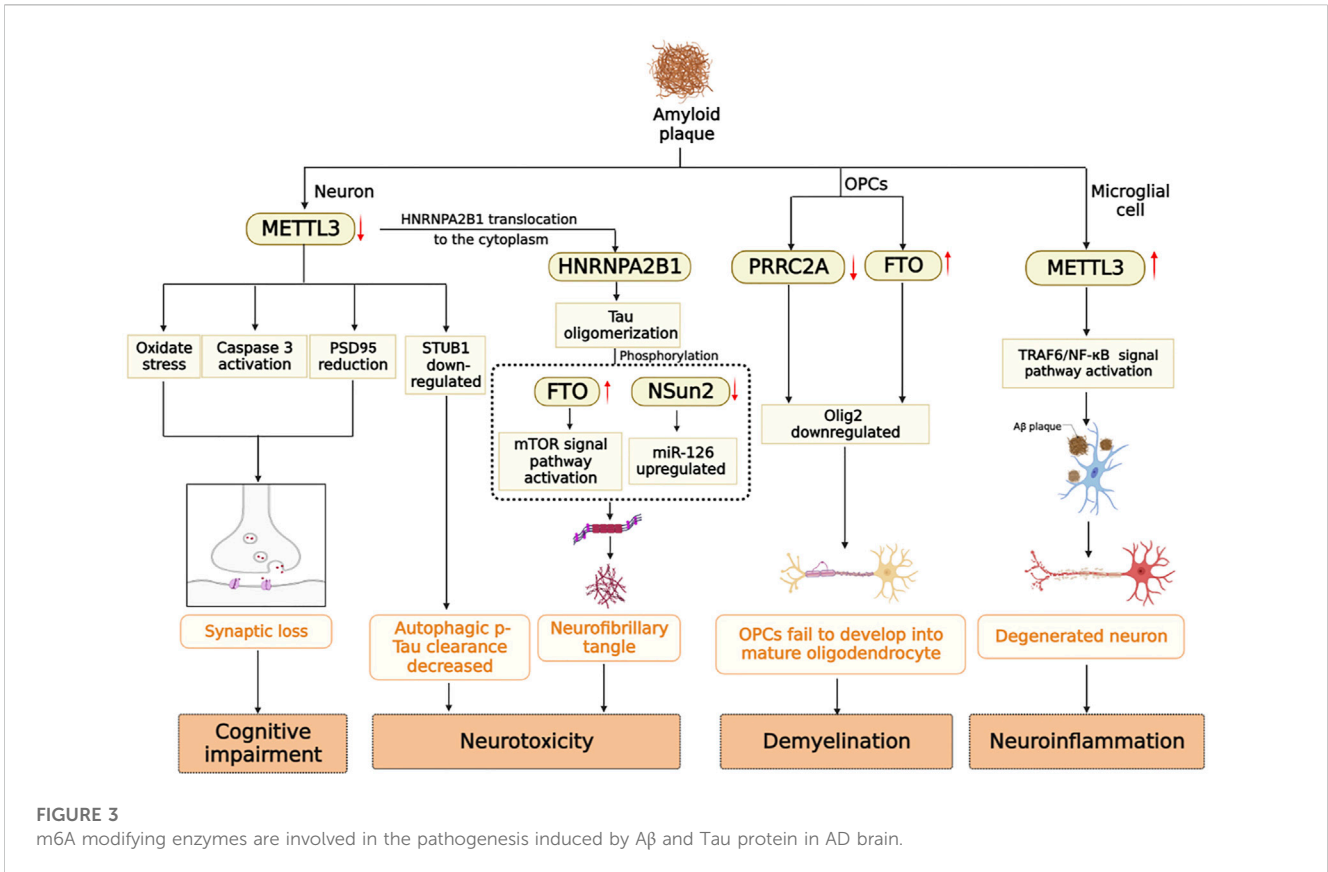 Amyloid
plaque
Neuron
OPCs
Microglial
cell
METTL3
HNRNPA2B1 translocation
to the cytoplasm
HNRNPA2B1
PRRC2A
FTO
METTL3
Oxidate
stress
Caspase 3
activation
PSD95
reduction
STUB1
down-
regulated
Tau
oligomerization
Phosphorylation
FTO
NSun2
mTOR signal
pathway
activation
miR-126
upregulated
Olig2
downregulated
TRAF6/NF-κB signal
pathway activation
Aβ plaque
Synaptic loss
Autophagic p-
Tau clearance
decreased
Neurofibrillary
tangle
OPCs fail to develop into
mature oligodendrocyte
Degenerated neuron
Cognitive
impairment
Neurotoxicity
Demyelination
Neuroinflammation
FIGURE 3
m6A modifying enzymes are involved in the pathogenesis induced by Aβ and Tau protein in AD brain.